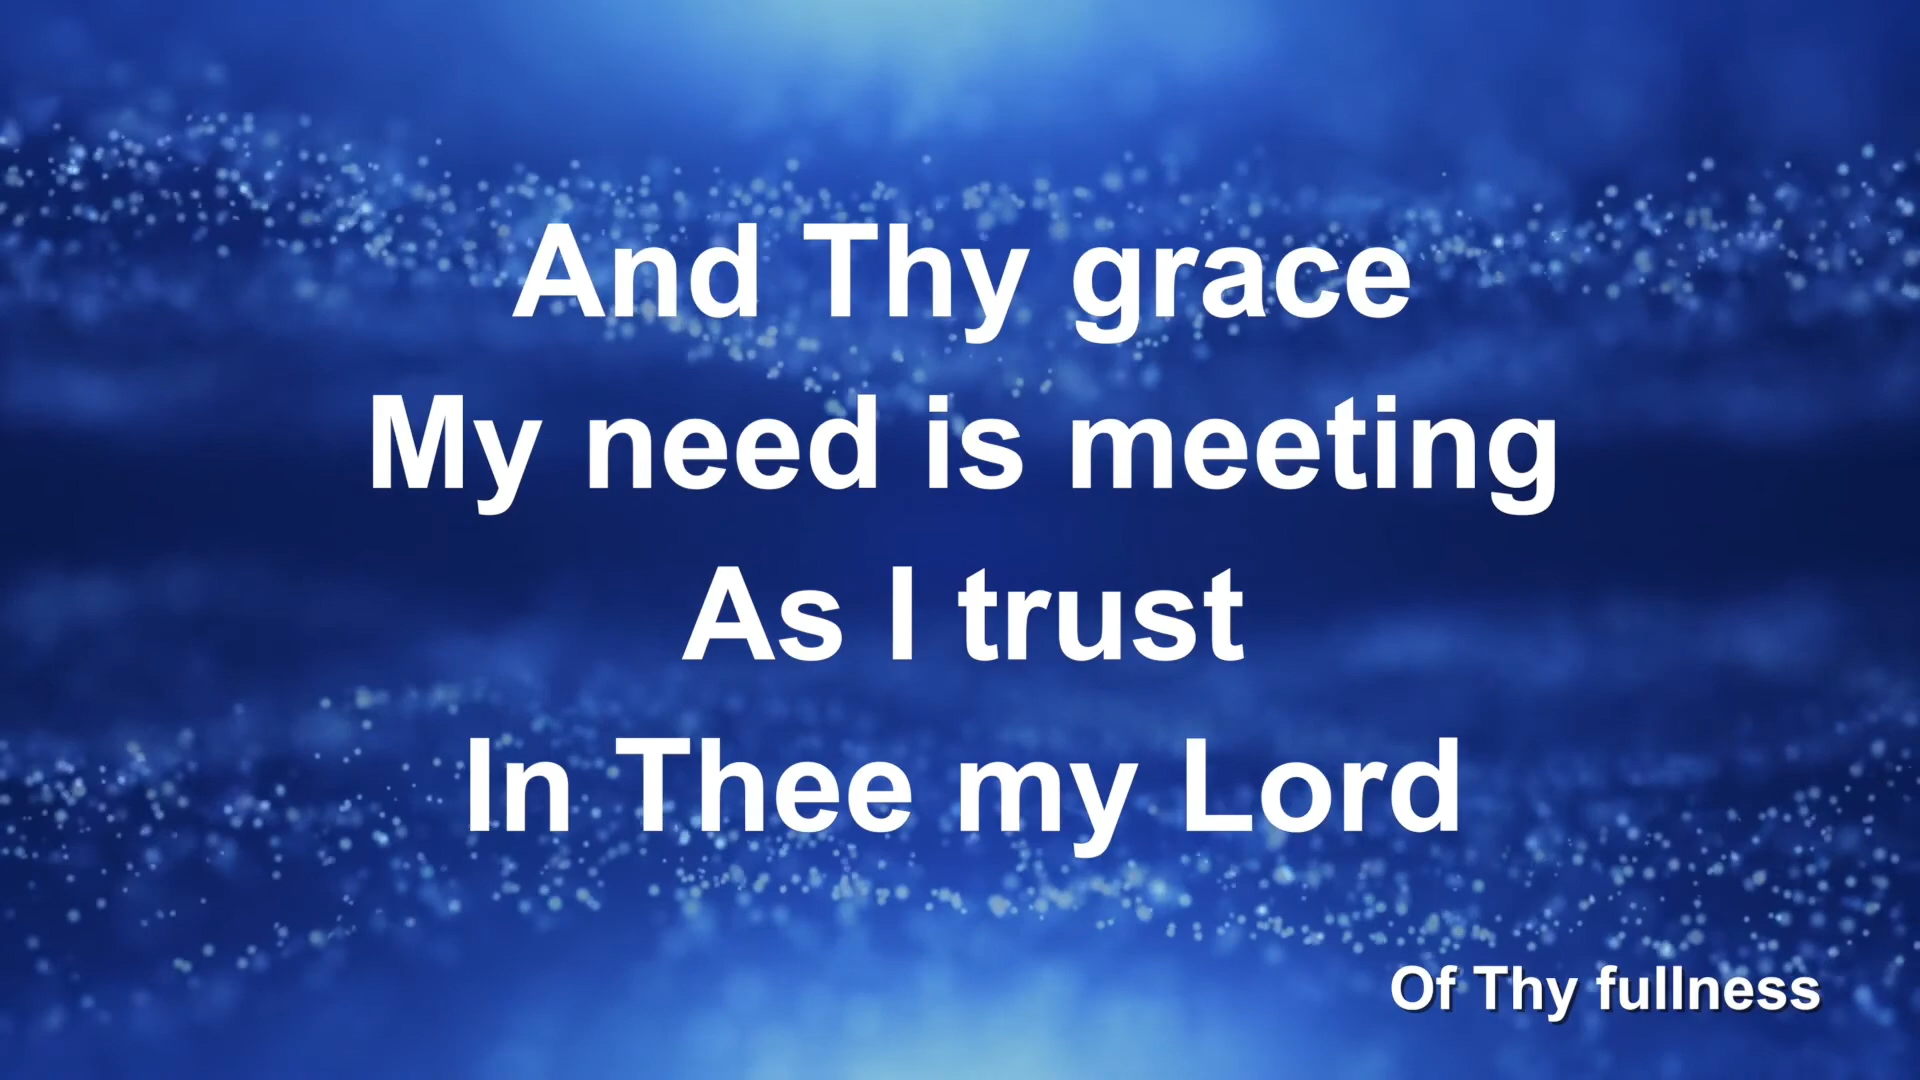 And Thy grace
My need is meeting
As I trust
In Thee my Lord
Of Thy fullness